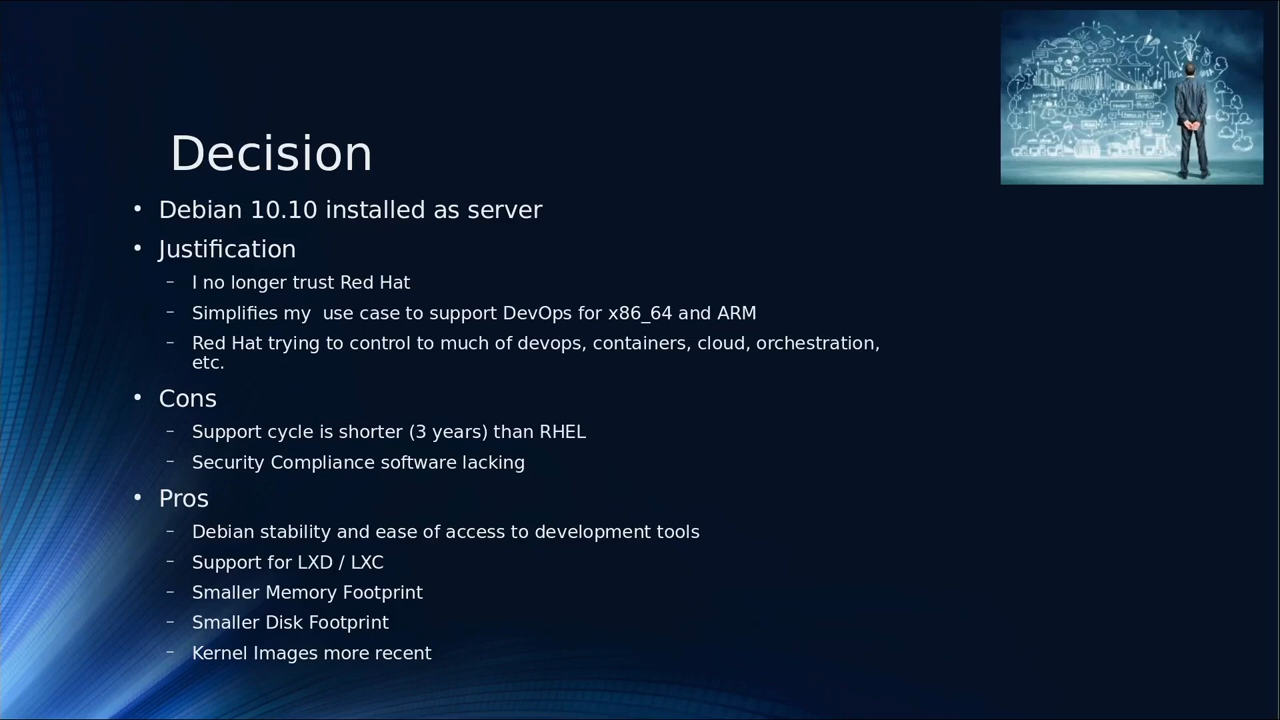 Decision
• Debian 10.10 installed as server
• Justification
– I no longer trust Red Hat
– Simplifies my  use case to support DevOps for x86_64 and ARM
– Red Hat trying to control to much of devops, containers, cloud, orchestration,
etc.
• Cons
– Support cycle is shorter (3 years) than RHEL
– Security Compliance software lacking
• Pros
– Debian stability and ease of access to development tools
– Support for LXD / LXC
– Smaller Memory Footprint
– Smaller Disk Footprint
– Kernel Images more recent